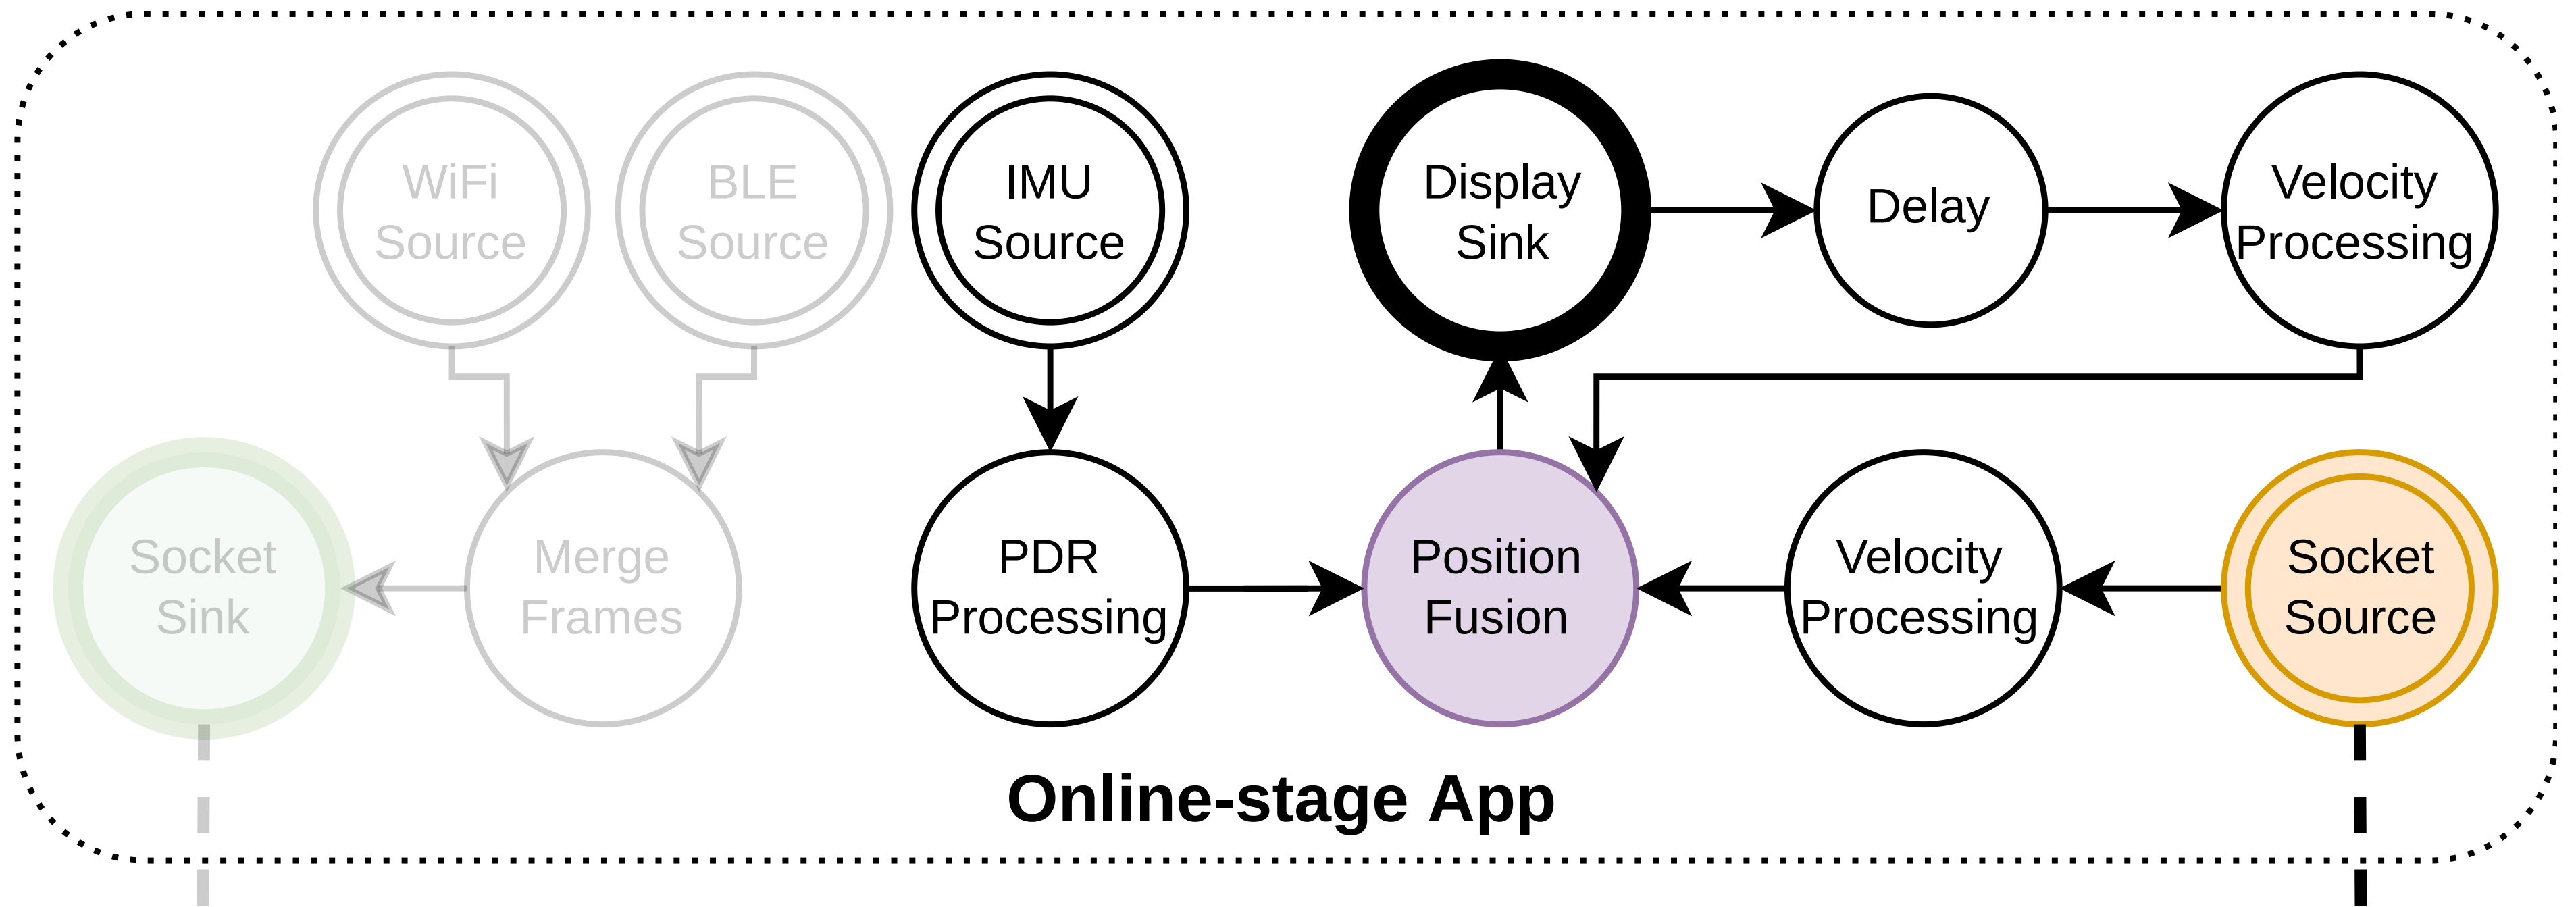 WiFi
Source
BLE
Source
IMU
Source
Display
Sink
Delay
Velocity
Processing
Socket
Sink
Merge
Frames
PDR
Processing
Position
Fusion
Velocity
Processing
Socket
Source
Online-stage App